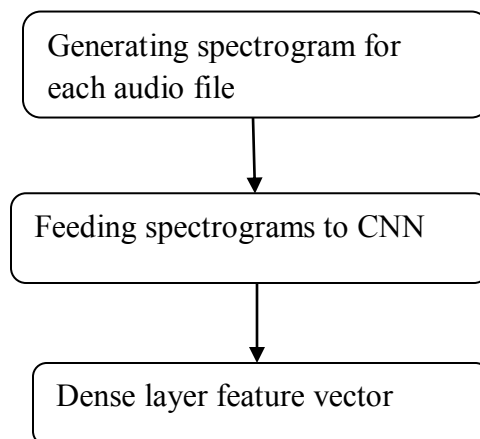 Generating spectrogram for
each audio file
Feeding spectrograms to CNN
Dense layer feature vector